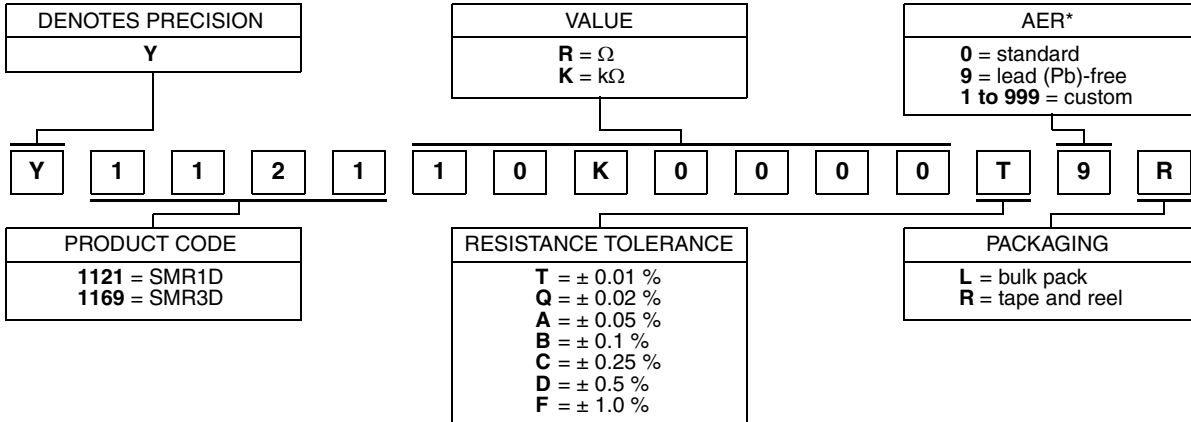 DENOTES PRECISION
Y
VALUE
R = Ω
K = kΩ
AER*
0 = standard
9 = lead (Pb)-free
1 to 999 = custom
Y 1 1 2 1 1 0 K 0 0 0 0 T 9 R
PRODUCT CODE
1121 = SMR1D
1169 = SMR3D
RESISTANCE TOLERANCE
T = ± 0.01 %
Q = ± 0.02 %
A = ± 0.05 %
B = ± 0.1 %
C = ± 0.25 %
D = ± 0.5 %
F = ± 1.0 %
PACKAGING
L = bulk pack
R = tape and reel